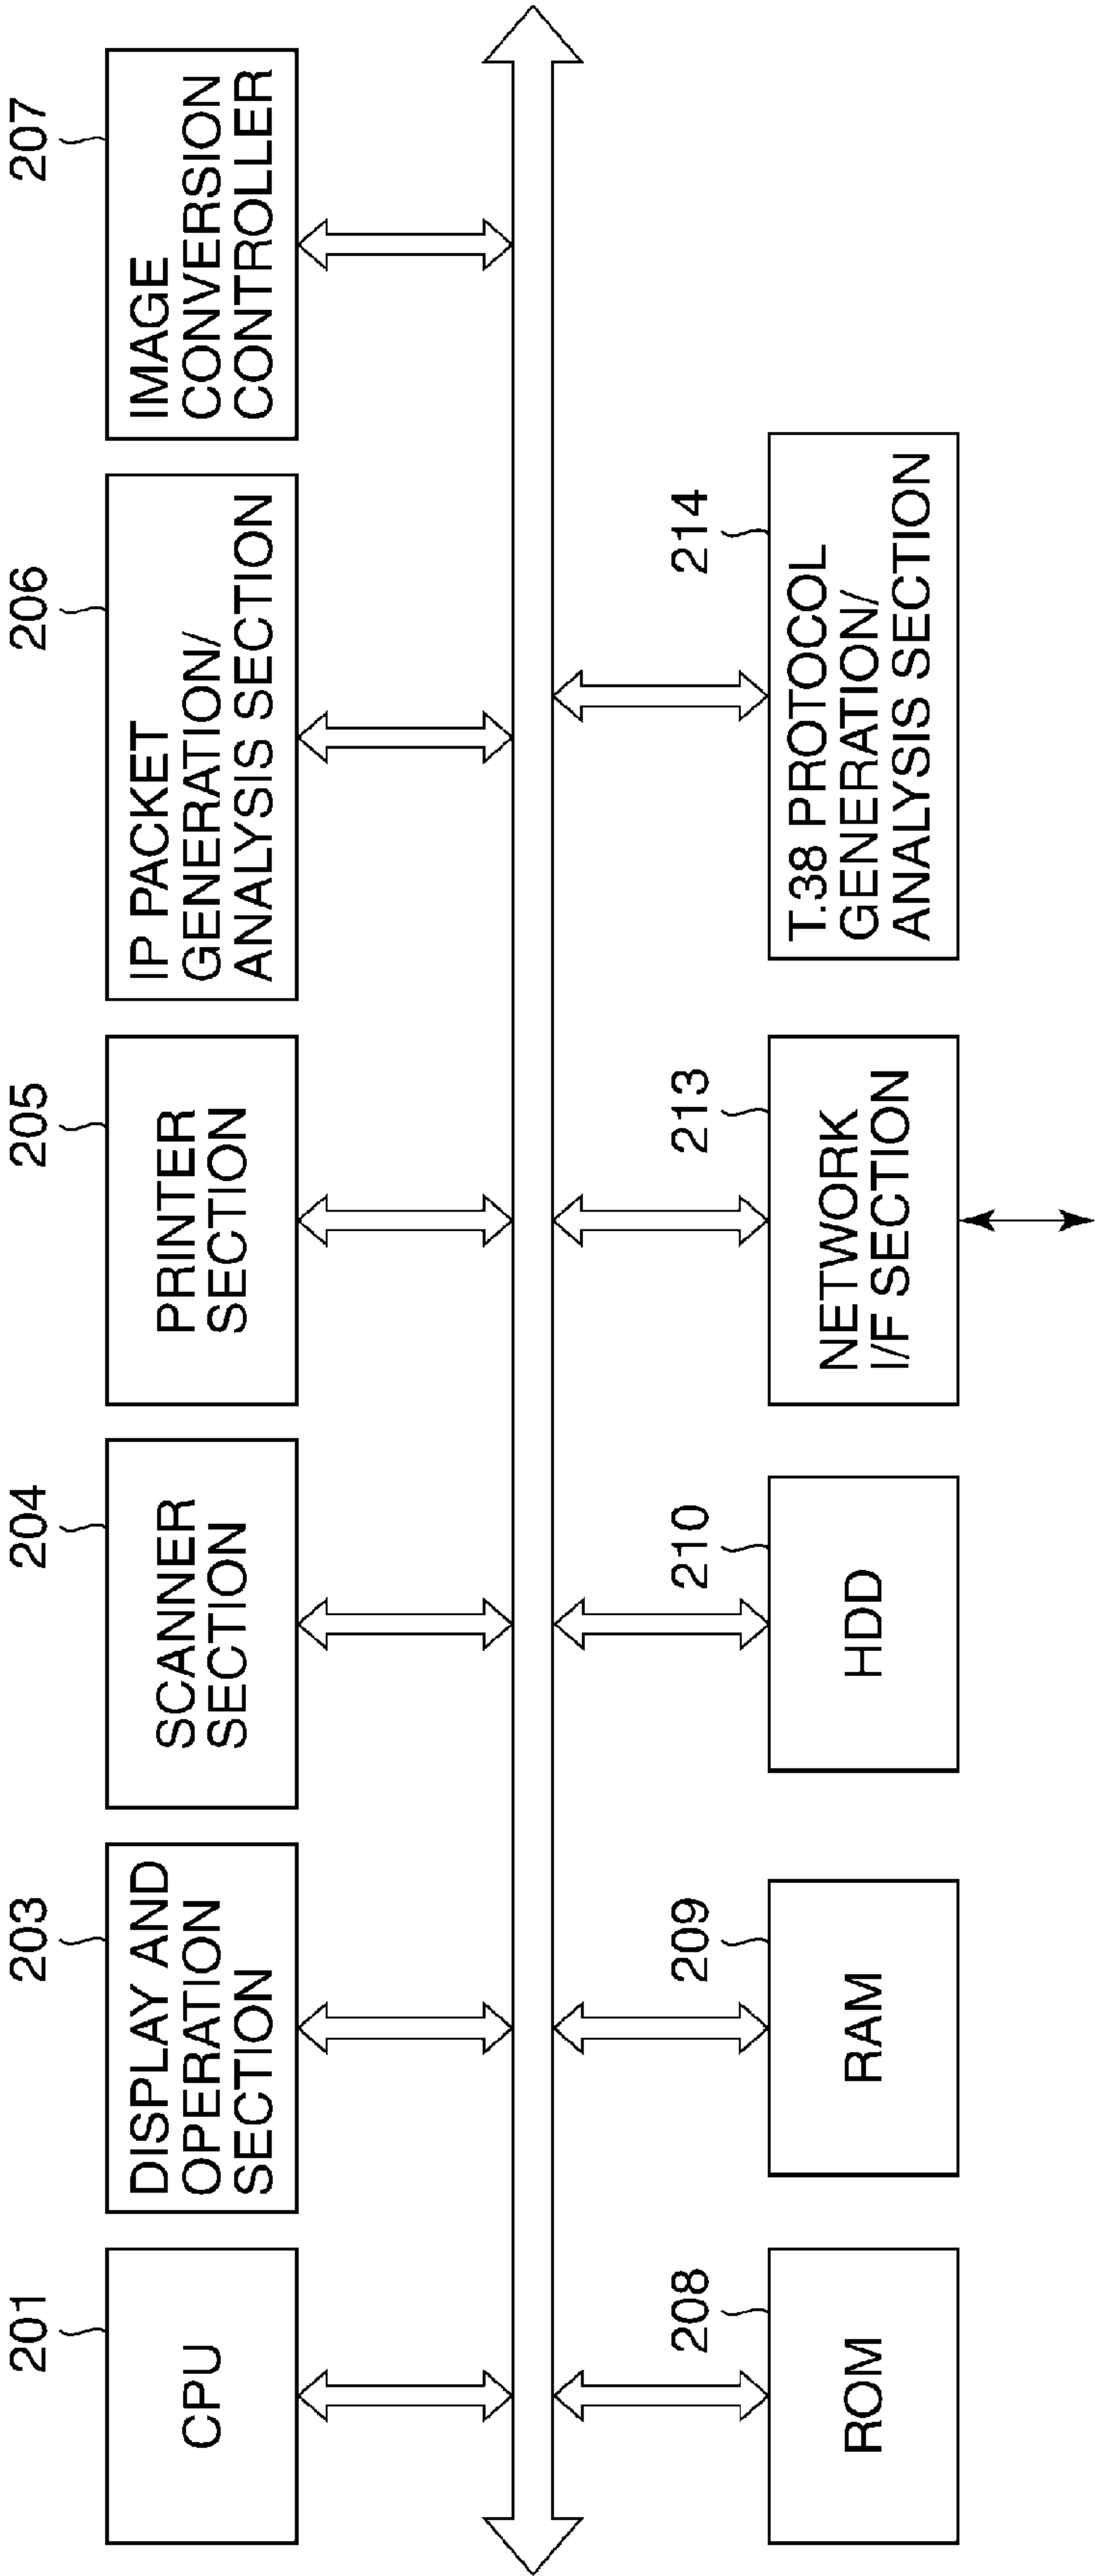 201
CPU
203
DISPLAY AND
OPERATION
SECTION
204
SCANNER
SECTION
205
PRINTER
SECTION
206
IP PACKET
GENERATION/
ANALYSIS SECTION
207
IMAGE
CONVERSION
CONTROLLER
208
ROM
209
RAM
210
HDD
213
NETWORK
I/F SECTION
214
T.38 PROTOCOL
GENERATION/
ANALYSIS SECTION